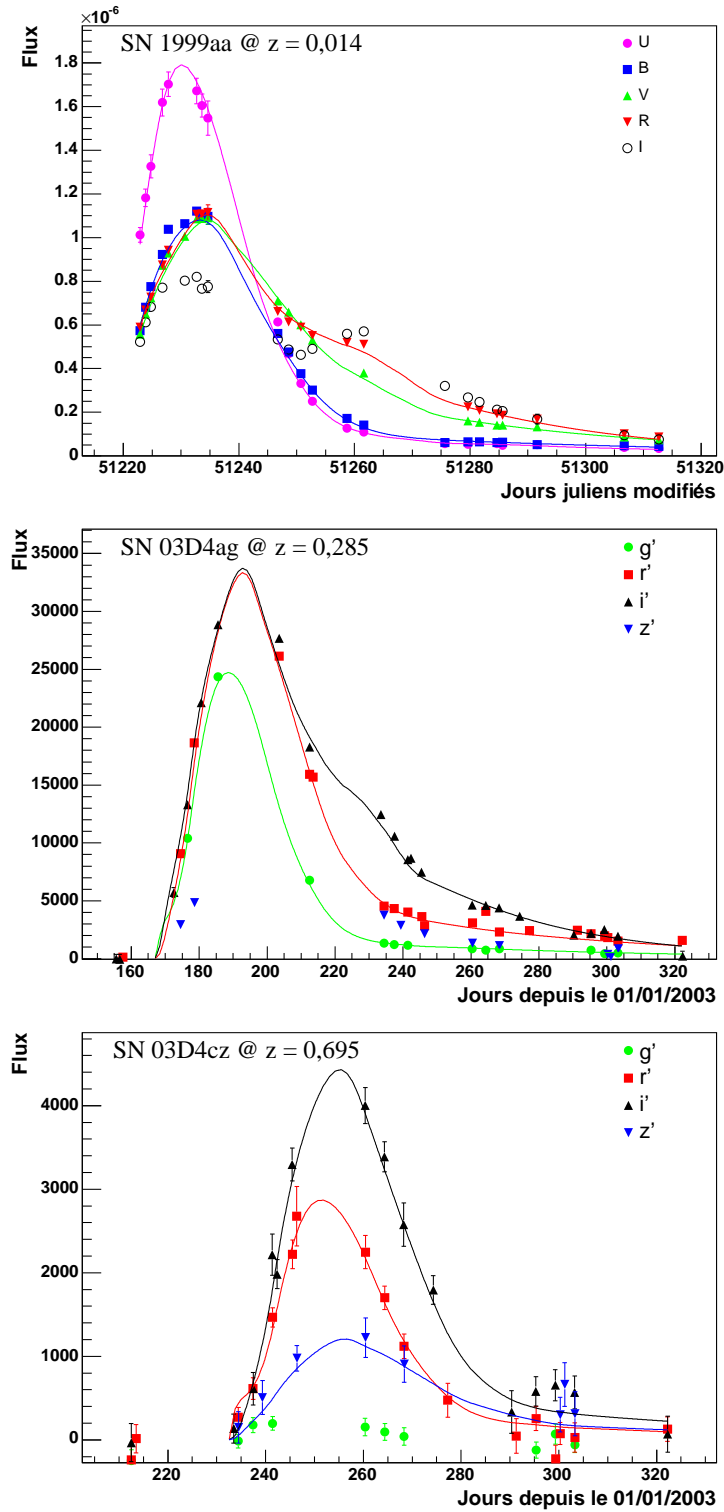 ×10⁻⁶
Flux
SN 1999aa @ z = 0,014
U
B
V
R
I
1.8
1.6
1.4
1.2
1
0.8
0.6
0.4
0.2
0
51220 51240 51260 51280 51300 51320
Jours juliens modifiés
Flux
SN 03D4ag @ z = 0,285
g’
r’
i’
z’
35000
30000
25000
20000
15000
10000
5000
0
160 180 200 220 240 260 280 300 320
Jours depuis le 01/01/2003
Flux
SN 03D4cz @ z = 0,695
g’
r’
i’
z’
4000
3000
2000
1000
0
220 240 260 280 300 320
Jours depuis le 01/01/2003